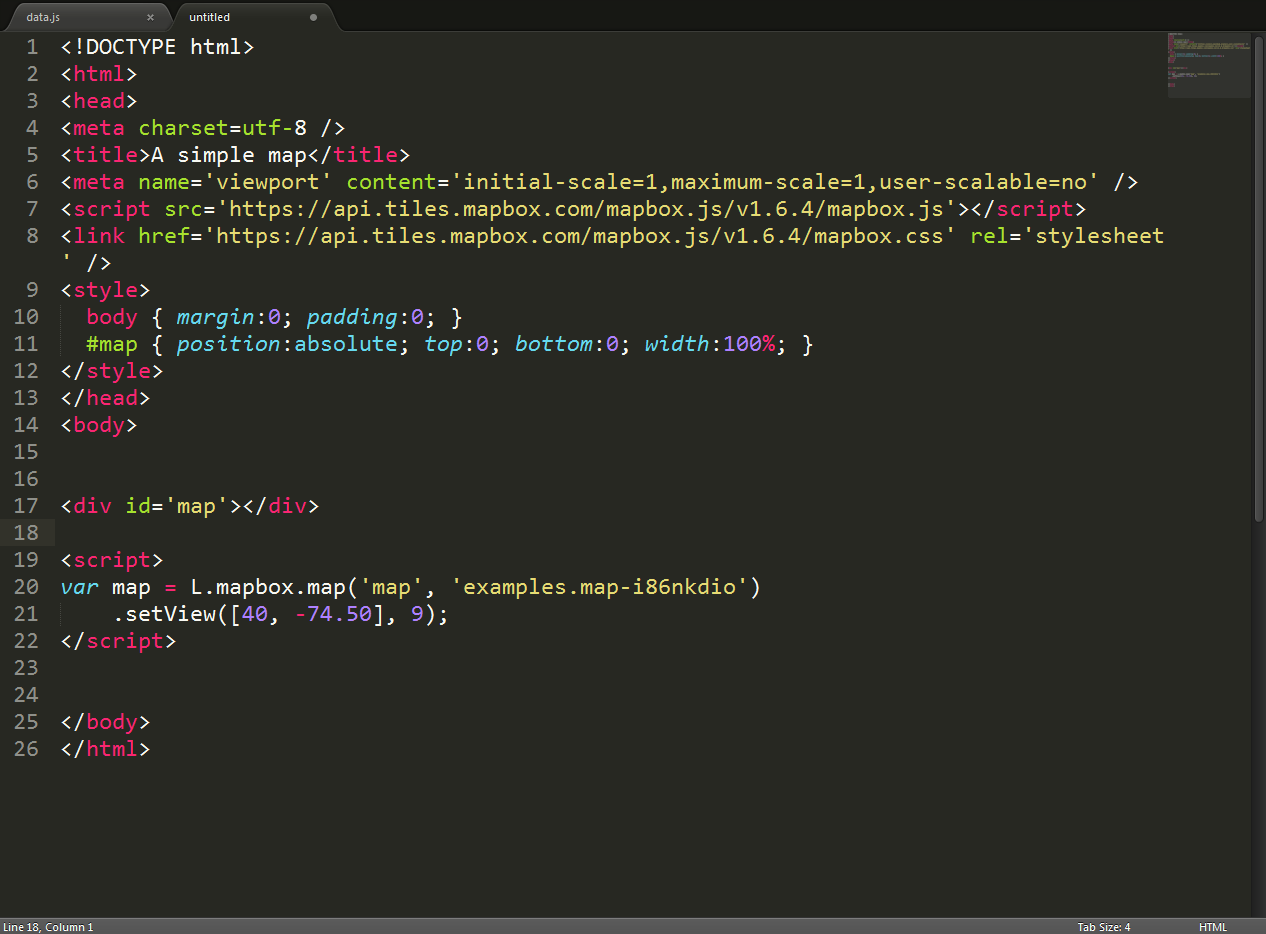 data.js × untitled
1 <!DOCTYPE html>
2 <html>
3 <head>
4 <meta charset=utf-8 />
5 <title>A simple map</title>
6 <meta name='viewport' content='initial-scale=1,maximum-scale=1,user-scalable=no' />
7 <script src='https://api.tiles.mapbox.com/mapbox.js/v1.6.4/mapbox.js'></script>
8 <link href='https://api.tiles.mapbox.com/mapbox.js/v1.6.4/mapbox.css' rel='stylesheet
' />
9 <style>
10   body { margin:0; padding:0; }
11   #map { position:absolute; top:0; bottom:0; width:100%; }
12 </style>
13 </head>
14 <body>
15
16
17 <div id='map'></div>
18
19 <script>
20 var map = L.mapbox.map('map', 'examples.map-i86nkdio')
21     .setView([40, -74.50], 9);
22 </script>
23
24
25 </body>
26 </html>
Line 18, Column 1 Tab Size: 4 HTML